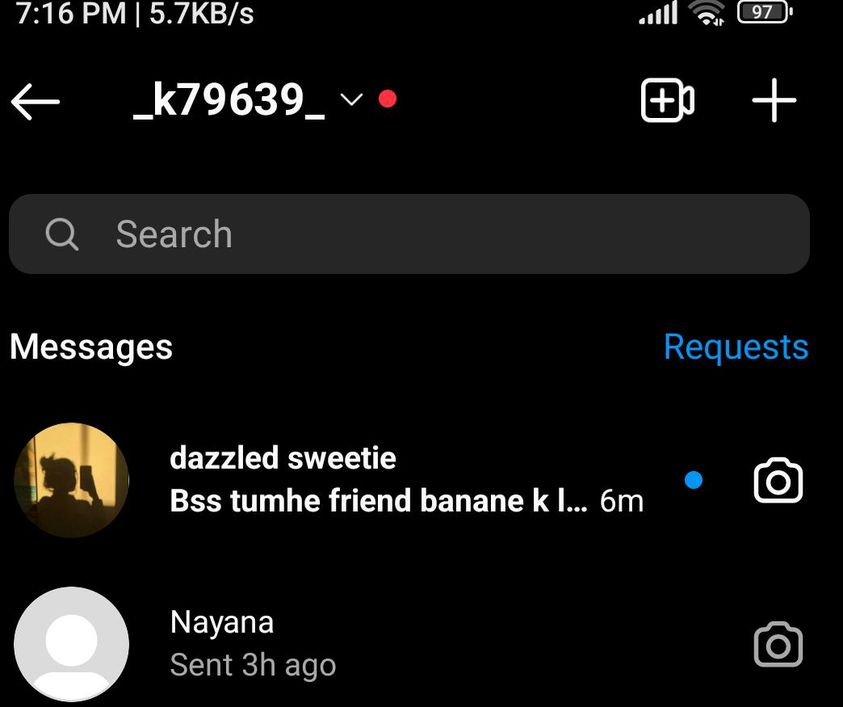 7:16 PM | 5.7KB/s 97
_k79639_
Search
Messages Requests
dazzled sweetie
Bss tumhe friend banane k l... 6m
Nayana
Sent 3h ago